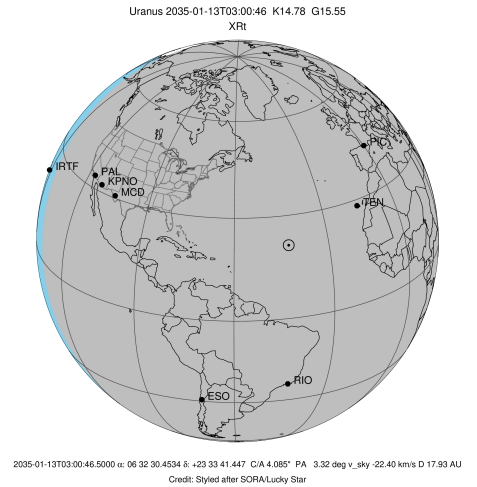 Uranus 2035-01-13T03:00:46 K14.78 G15.55
XRt
PIC
IRTF
PAL
KPNO
MCD
TEN
RIO
ESO
2035-01-13T03:00:46.5000 α: 06 32 30.4534 δ: +23 33 41.447 C/A 4.085" PA 3.32 deg v_sky -22.40 km/s D 17.93 AU
Credit: Styled after SORA/Lucky Star